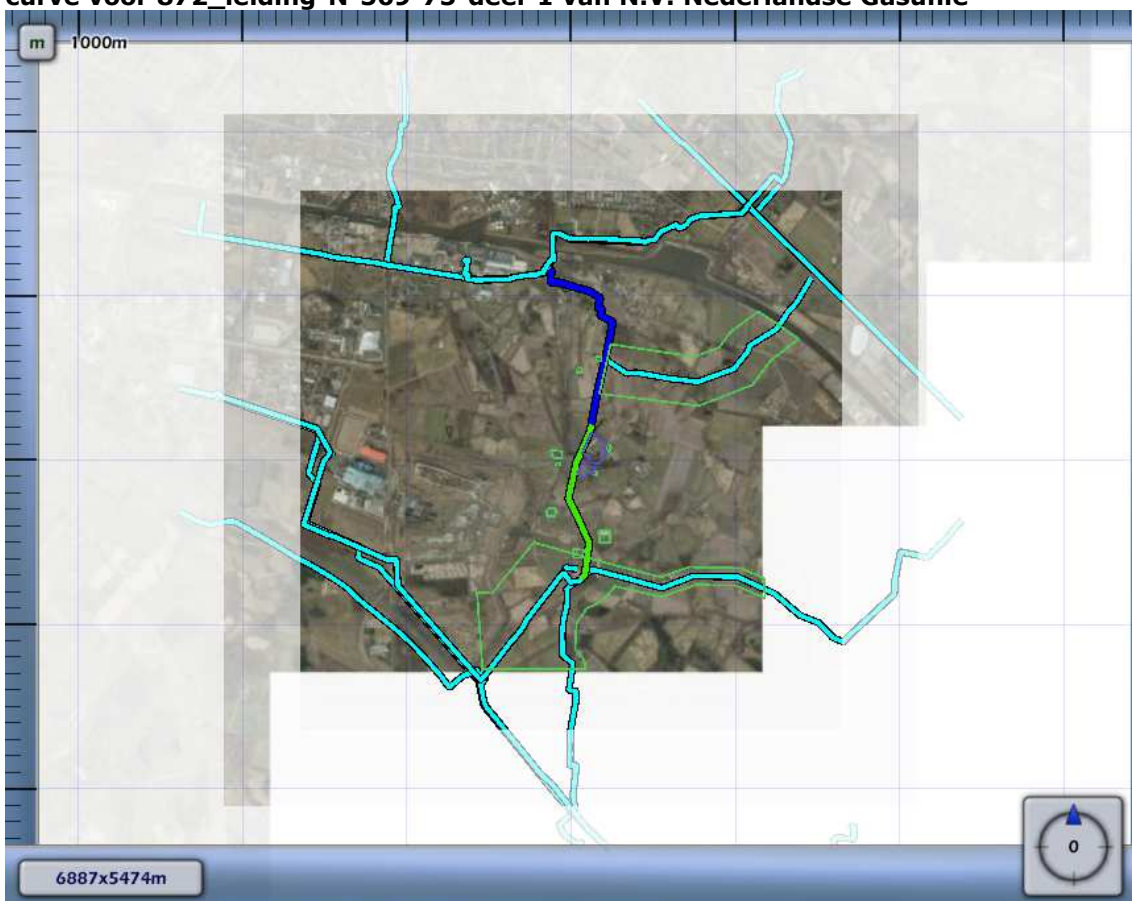 curve voor 872_leiding-N-569-75-deel-1 van N.V. Nederlandse Gasunie
m 1000m
0
6887x5474m